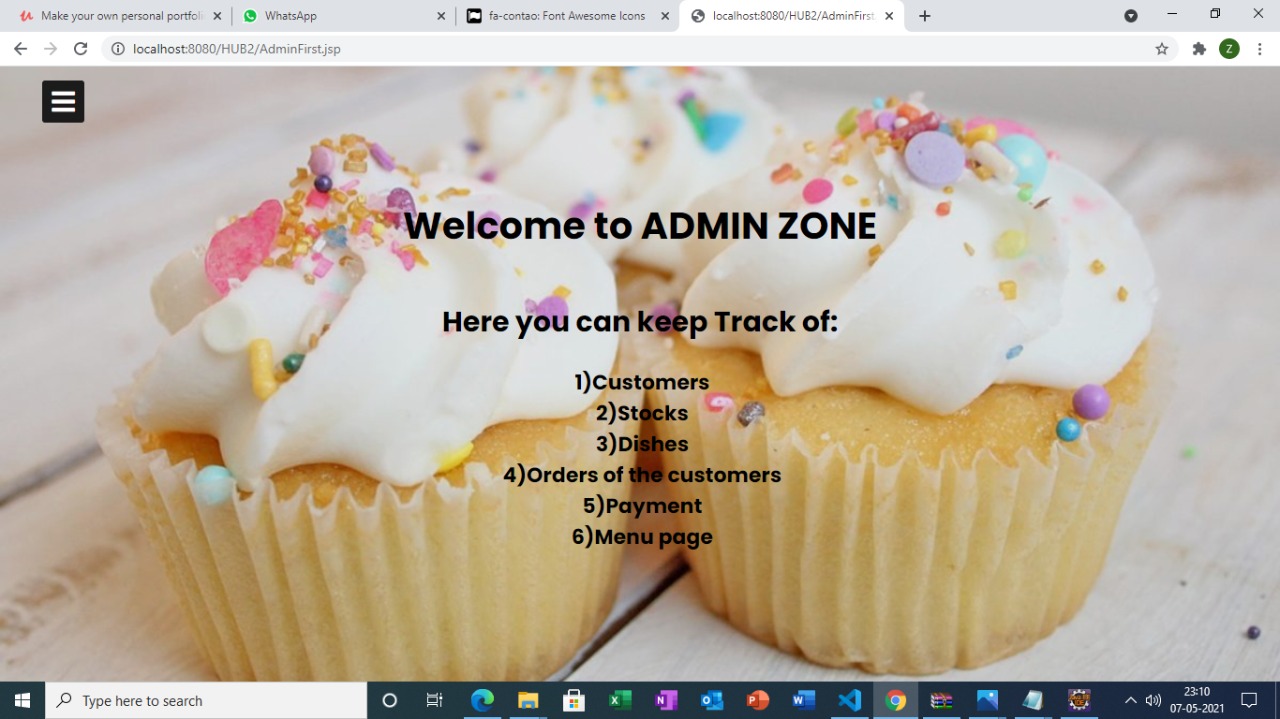 Make your own personal portfoli
WhatsApp
fa-contao: Font Awesome Icons
localhost:8080/HUB2/AdminFirst.
localhost:8080/HUB2/AdminFirst.jsp
Z
Welcome to ADMIN ZONE
Here you can keep Track of:
1)Customers
2)Stocks
3)Dishes
4)Orders of the customers
5)Payment
6)Menu page
Type here to search
23:10
07-05-2021